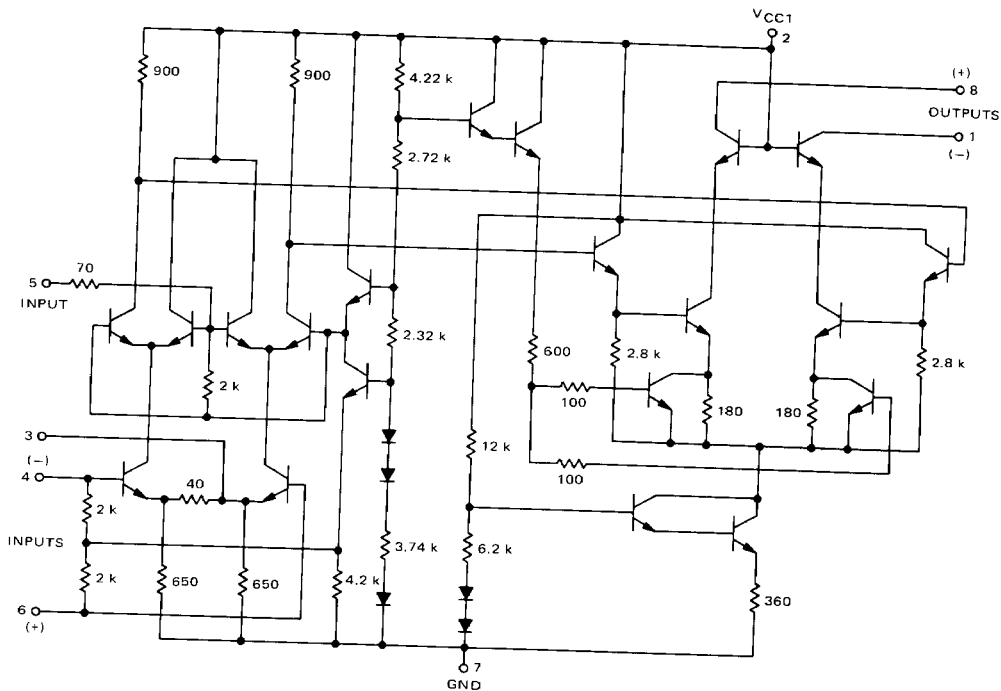 VCC1
2
900
900
4.22 k
(+)
8
OUTPUTS
1
(−)
2.72 k
70
5
INPUT
2.32 k
2 k
600
2.8 k
2.8 k
100
180
180
3
(−)
4
12 k
100
40
2 k
INPUTS
3.74 k
6.2 k
2 k
650
650
4.2 k
360
6
(+)
7
GND